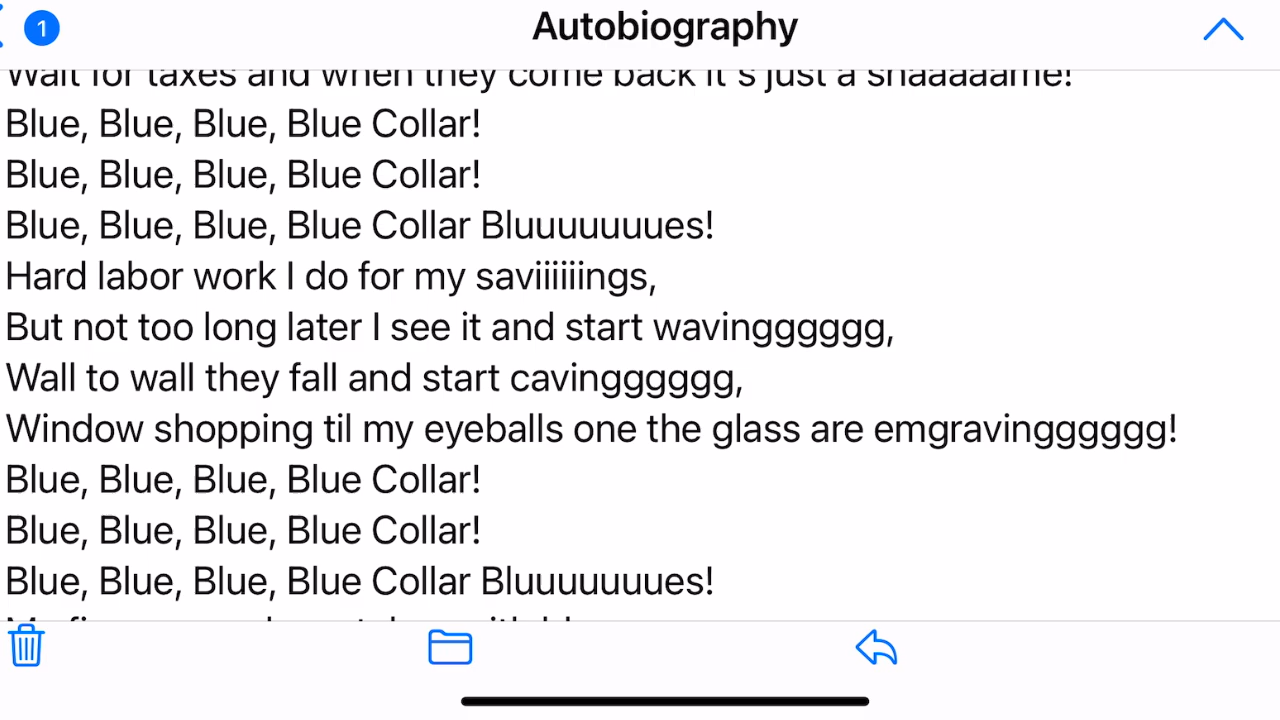 1
Autobiography
Wait for taxes and when they come back it's just a shaaaaame!
Blue, Blue, Blue, Blue Collar!
Blue, Blue, Blue, Blue Collar!
Blue, Blue, Blue, Blue Collar Bluuuuuuues!
Hard labor work I do for my saviiiiiings,
But not too long later I see it and start wavingggggg,
Wall to wall they fall and start cavingggggg,
Window shopping til my eyeballs one the glass are emgravingggggg!
Blue, Blue, Blue, Blue Collar!
Blue, Blue, Blue, Blue Collar!
Blue, Blue, Blue, Blue Collar Bluuuuuuues!